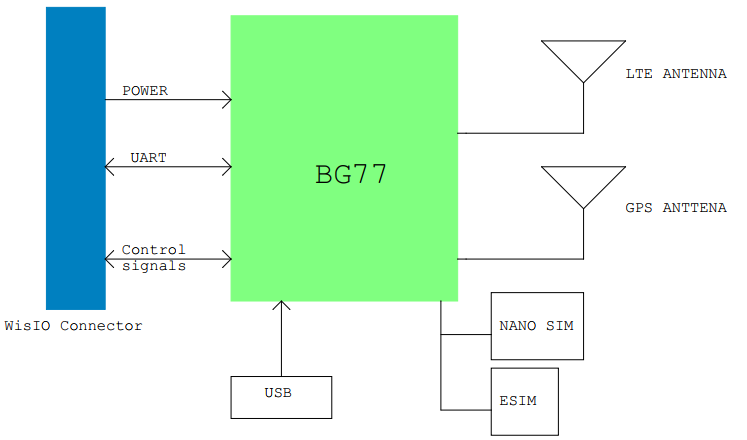 POWER
LTE ANTENNA
UART
BG77
GPS ANTTENA
Control
signals
WisIO Connector
NANO SIM
USB
ESIM